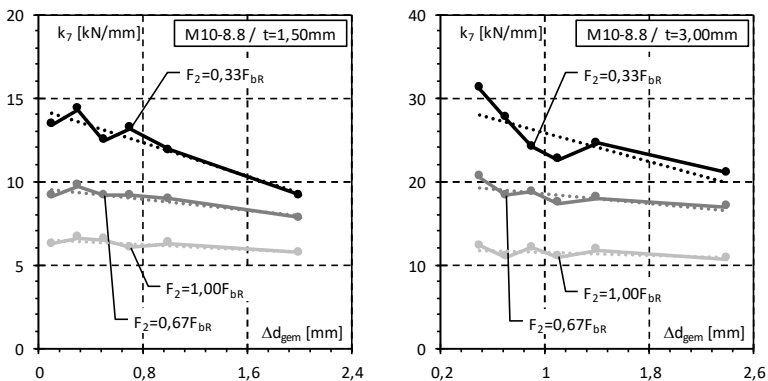 20
15
10
5
0
k7 [kN/mm]
M10-8.8 / t=1,50mm
F2=0,33FbR
F2=1,00FbR
F2=0,67FbR
Δdgem [mm]
0 0,8 1,6 2,4
40
30
20
10
0
k7 [kN/mm]
M10-8.8 / t=3,00mm
F2=0,33FbR
F2=1,00FbR
F2=0,67FbR
Δdgem [mm]
0,2 1 1,8 2,6